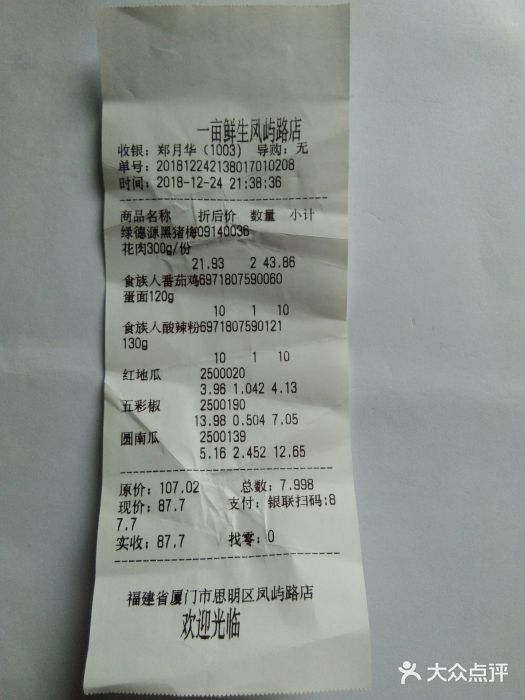 一亩鲜生凤屿路店
收银：郑月华（1003） 导购：无
单号：201812242138017010208
时间：2018-12-24 21:38:36
商品名称 折后价 数量 小计
绿德源黑猪梅09140036
花肉300g/份
21.93 2 43.86
食族人番茄鸡6971807590060
蛋面120g
10 1 10
食族人酸辣粉6971807590121
130g
10 1 10
红地瓜 2500020
3.96 1.042 4.13
五彩椒 2500190
13.98 0.504 7.05
圆南瓜 2500139
5.16 2.452 12.65
原价：107.02 总数：7.998
现价：87.7 支付：银联扫码：8
7.7
实收：87.7 找零：0
福建省厦门市思明区凤屿路店
欢迎光临
大众点评